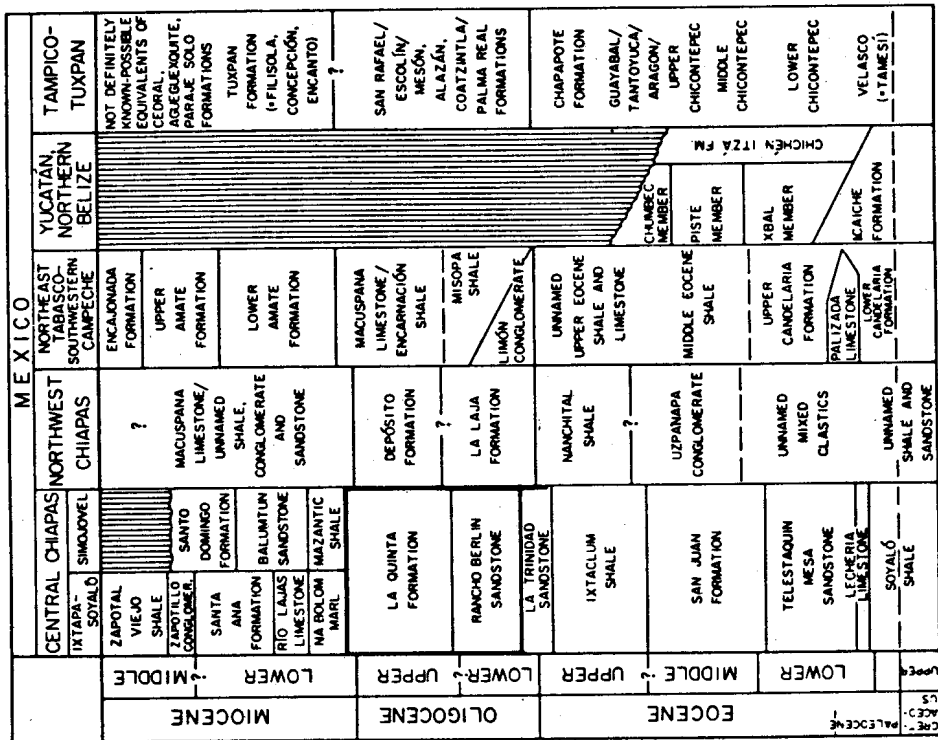 MEXICO
CENTRAL CHIAPAS
IXTAPA-
SOYALÓ
SIMOJOVEL
NORTHWEST
CHIAPAS
NORTHEAST
TABASCO-
SOUTHWESTERN
CAMPECHE
YUCATÁN,
NORTHERN
BELIZE
TAMPICO-
TUXPAN
MIOCENE
MIDDLE
?
LOWER
OLIGOCENE
UPPER
?
LOWER
EOCENE
UPPER
?
MIDDLE
LOWER
PALEOCENE
CRE-
TACEO-
US
UPPER
ZAPOTAL
VIEJO
SHALE
ZAPOTILLO
CONGLOMER.
SANTA
ANA
FORMATION
RÍO LAJAS
LIMESTONE
NA BOLOM
MARL
SANTO
DOMINGO
FORMATION
BALUMTUN
SANDSTONE
MAZANTIC
SHALE
LA QUINTA
FORMATION
RANCHO BERLIN
SANDSTONE
LA TRINIDAD
SANDSTONE
IXTACLUM
SHALE
SAN JUAN
FORMATION
TELESTAQUIN
MESA
SANDSTONE
LECHERIA
LIMESTONE
SOYALÓ
SHALE
?
MACUSPANA
LIMESTONE/
UNNAMED
SHALE,
CONGLOMERATE
AND
SANDSTONE
DEPÓSITO
FORMATION
?
LA LAJA
FORMATION
NANCHITAL
SHALE
?
UZPANAPA
CONGLOMERATE
UNNAMED
MIXED
CLASTICS
UNNAMED
SHALE AND
SANDSTONE
ENCAJONADA
FORMATION
UPPER
AMATE
FORMATION
LOWER
AMATE
FORMATION
MACUSPANA
LIMESTONE/
ENCARNACIÓN
SHALE
MISOPA
SHALE
LIMÓN
CONGLOMERATE
UNNAMED
UPPER EOCENE
SHALE AND
LIMESTONE
MIDDLE EOCENE
SHALE
UPPER
CANDELARIA
FORMATION
PALIZADA
LIMESTONE
LOWER
CANDELARIA
FORMATION
CHUMBEC
MEMBER
PISTE
MEMBER
XBAL
MEMBER
CHICHÉN ITZÁ FM.
ICAICHE
FORMATION
NOT DEFINITELY
KNOWN-POSSIBLE
EQUIVALENTS OF
CEDRAL,
AGUEGUEXQUITE,
PARAJE SOLO
FORMATIONS
TUXPAN
FORMATION
(=FILISOLA,
CONCEPCIÓN,
ENCANTO)
?
SAN RAFAEL/
ESCOLÍN/
MESÓN,
ALAZÁN,
COATZINTLA/
PALMA REAL
FORMATIONS
CHAPAPOTE
FORMATION
GUAYABAL/
TANTOYUCA/
ARAGON/
UPPER
CHICONTEPEC
MIDDLE
CHICONTEPEC
LOWER
CHICONTEPEC
VELASCO
(=TAMESÍ)